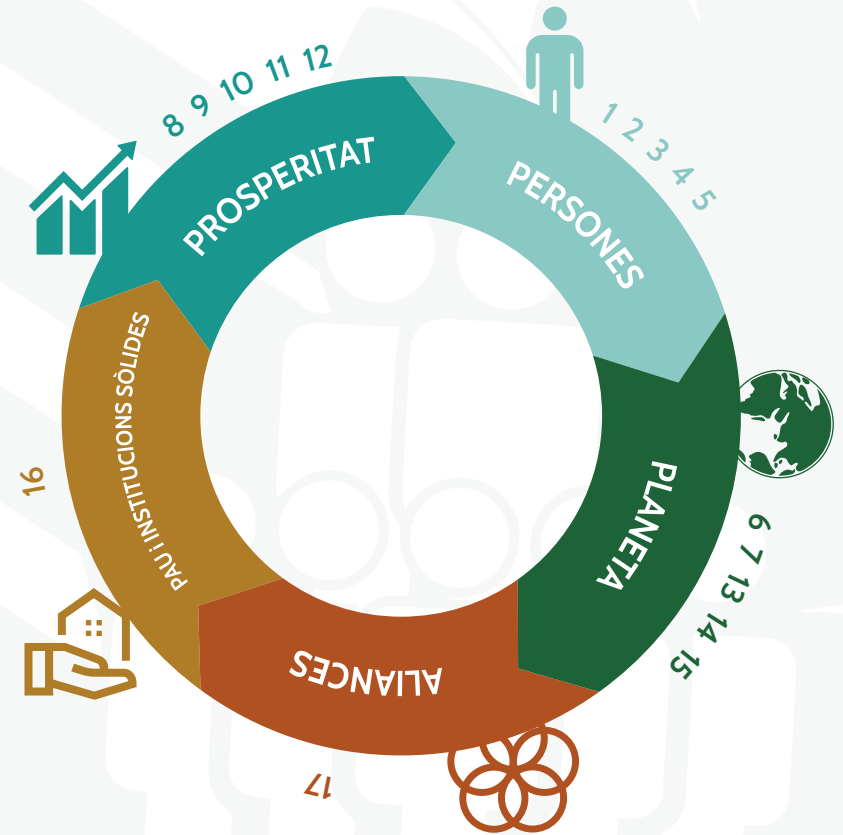 PERSONES
1 2 3 4 5
PLANETA
6 7 13 14 15
ALIANCES
17
PAU i INSTITUCIONS SÒLIDES
16
PROSPERITAT
8 9 10 11 12